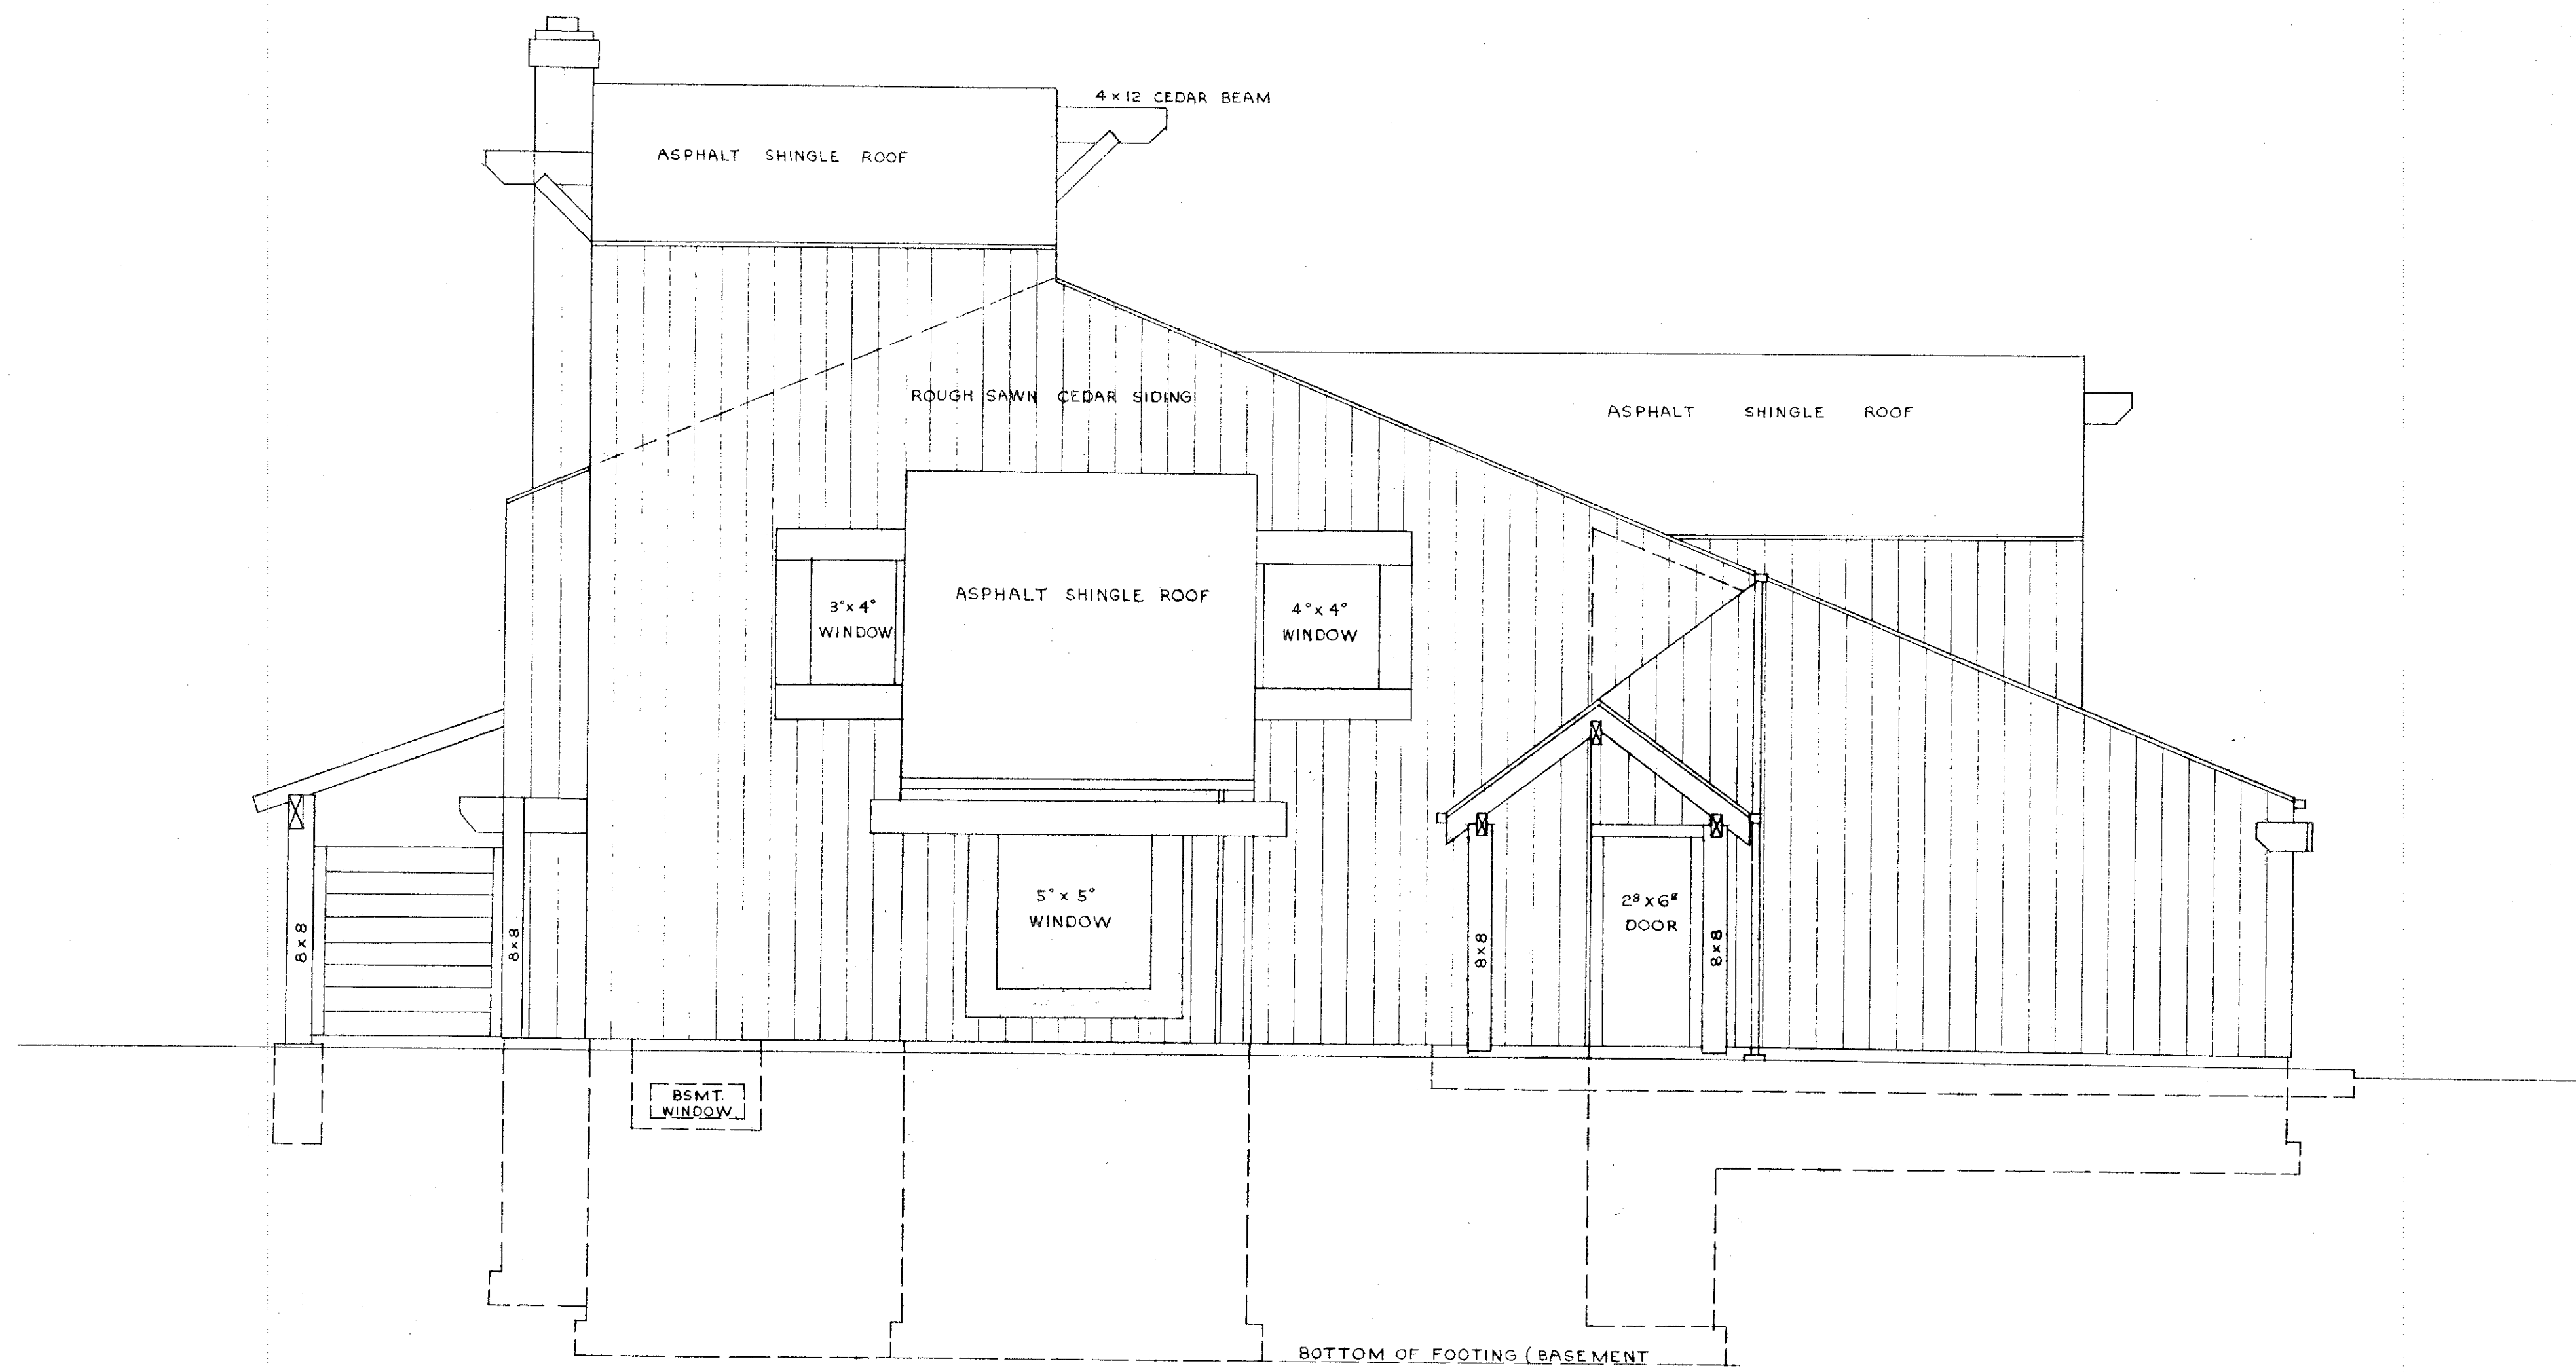 4 x 12 CEDAR BEAM
ASPHALT SHINGLE ROOF
ROUGH SAWN CEDAR SIDING
ASPHALT SHINGLE ROOF
ASPHALT SHINGLE ROOF
3° x 4°
WINDOW
4° x 4°
WINDOW
5° x 5°
WINDOW
2⁸ x 6⁸
DOOR
8 x 8
8 x 8
8 x 8
8 x 8
BSMT.
WINDOW
BOTTOM OF FOOTING (BASEMENT